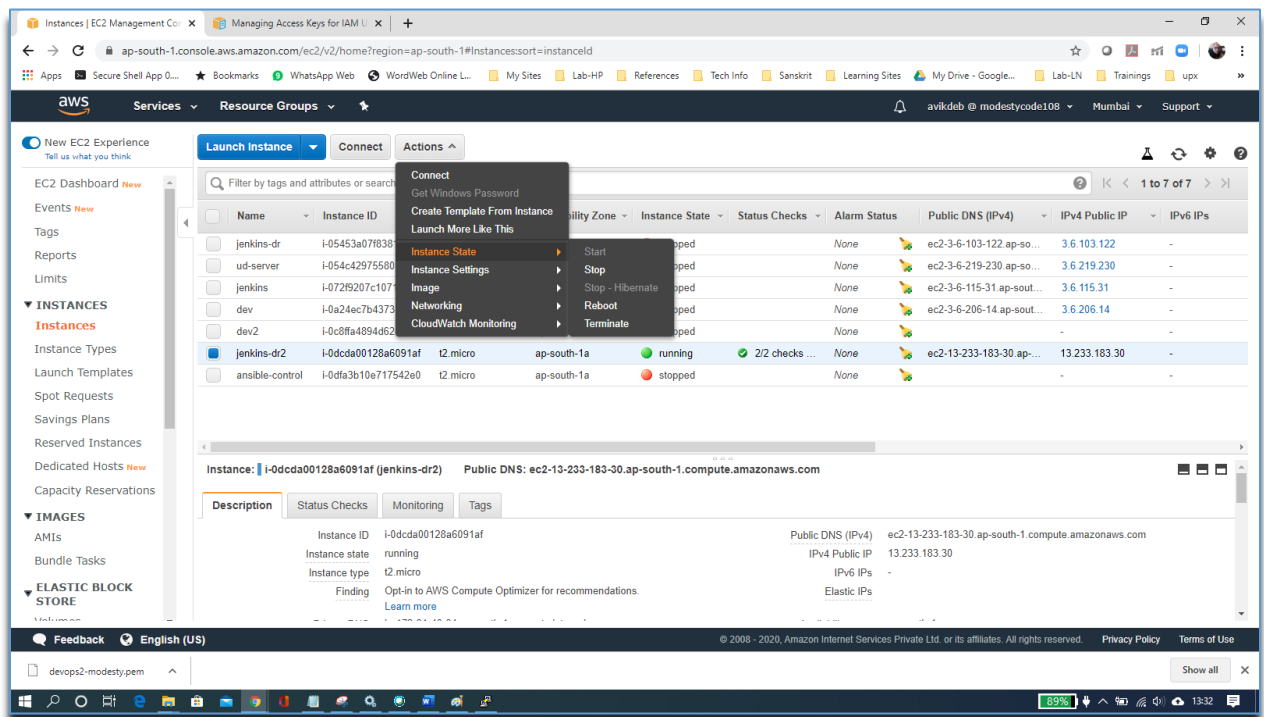 Instances | EC2 Management Con
Managing Access Keys for IAM U
ap-south-1.console.aws.amazon.com/ec2/v2/home?region=ap-south-1#Instances:sort=instanceId
Apps Secure Shell App 0.... Bookmarks WhatsApp Web WordWeb Online L... My Sites Lab-HP References Tech Info Sanskrit Learning Sites My Drive - Google... Lab-LN Trainings upx »
aws Services Resource Groups avikdeb @ modestycode108 Mumbai Support
New EC2 Experience
Tell us what you think
EC2 Dashboard New
Events New
Tags
Reports
Limits
INSTANCES
Instances
Instance Types
Launch Templates
Spot Requests
Savings Plans
Reserved Instances
Dedicated Hosts New
Capacity Reservations
IMAGES
AMIs
Bundle Tasks
ELASTIC BLOCK
STORE
Launch Instance Connect Actions
Filter by tags and attributes or search 1 to 7 of 7
Connect
Get Windows Password
Create Template From Instance
Launch More Like This
Instance State
Instance Settings
Image
Networking
CloudWatch Monitoring
Start
Stop
Stop - Hibernate
Reboot
Terminate
Name Instance ID bility Zone Instance State Status Checks Alarm Status Public DNS (IPv4) IPv4 Public IP IPv6 IPs
jenkins-dr i-05453a07f838 pped None ec2-3-6-103-122.ap-so... 3.6.103.122 -
ud-server i-054c42975580 pped None ec2-3-6-219-230.ap-so... 3.6.219.230 -
jenkins i-072f9207c107 pped None ec2-3-6-115-31.ap-sout... 3.6.115.31 -
dev i-0a24ec7b4373 pped None ec2-3-6-206-14.ap-sout... 3.6.206.14 -
dev2 i-0c8ffa4894d62 pped None - -
jenkins-dr2 i-0dcda00128a6091af t2.micro ap-south-1a running 2/2 checks ... None ec2-13-233-183-30.ap-... 13.233.183.30 -
ansible-control i-0dfa3b10e717542e0 t2.micro ap-south-1a stopped None - -
Instance: i-0dcda00128a6091af (jenkins-dr2) Public DNS: ec2-13-233-183-30.ap-south-1.compute.amazonaws.com
Description Status Checks Monitoring Tags
Instance ID i-0dcda00128a6091af Public DNS (IPv4) ec2-13-233-183-30.ap-south-1.compute.amazonaws.com
Instance state running IPv4 Public IP 13.233.183.30
Instance type t2.micro IPv6 IPs -
Finding Opt-in to AWS Compute Optimizer for recommendations. Elastic IPs
Learn more
Feedback English (US) © 2008 - 2020, Amazon Internet Services Private Ltd. or its affiliates. All rights reserved. Privacy Policy Terms of Use
devops2-modesty.pem Show all
89% 13:32